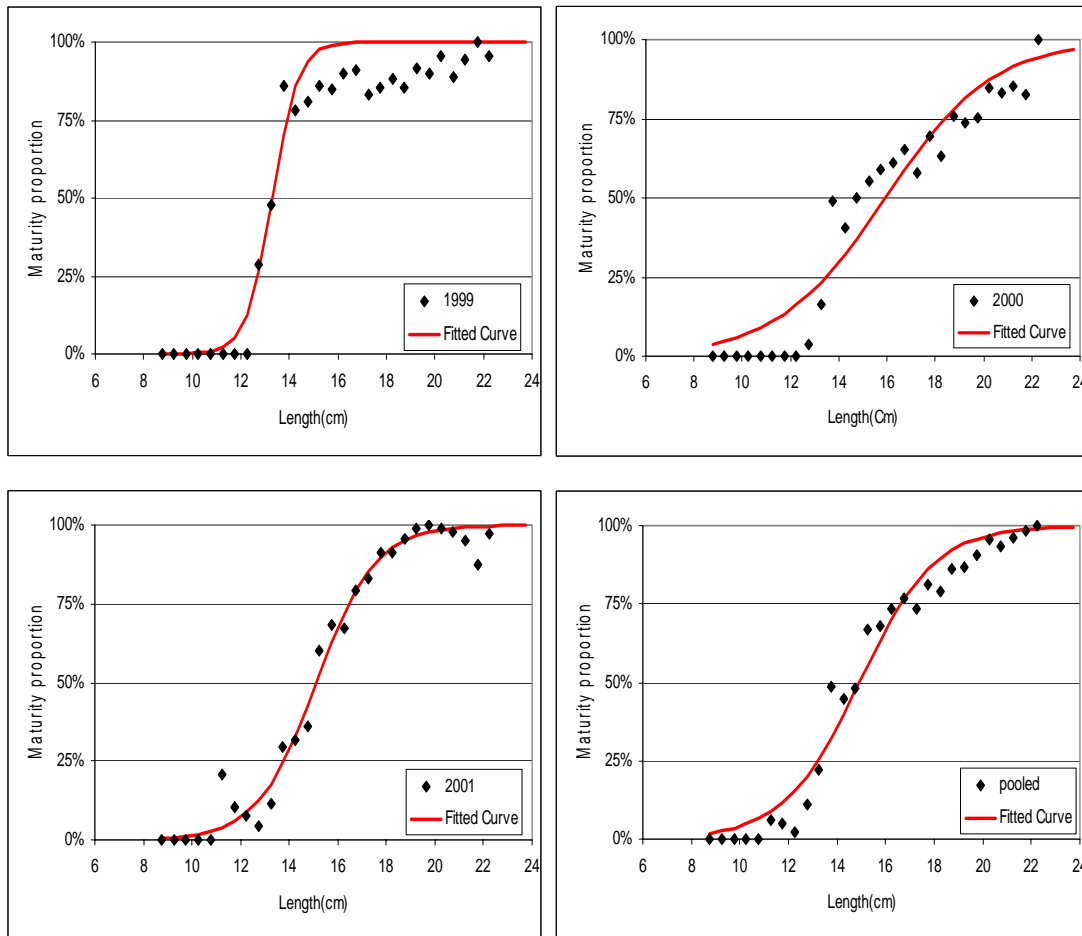 100%
75%
50%
25%
0%
Maturity proportion
1999
Fitted Curve
6 8 10 12 14 16 18 20 22 24
Length(cm)
100%
75%
50%
25%
0%
Maturity proportion
2000
Fitted Curve
6 8 10 12 14 16 18 20 22 24
Length(Cm)
100%
75%
50%
25%
0%
Maturity proportion
2001
Fitted Curve
6 8 10 12 14 16 18 20 22 24
Length(cm)
100%
75%
50%
25%
0%
Maturity proportion
pooled
Fitted Curve
6 8 10 12 14 16 18 20 22 24
Length(cm)